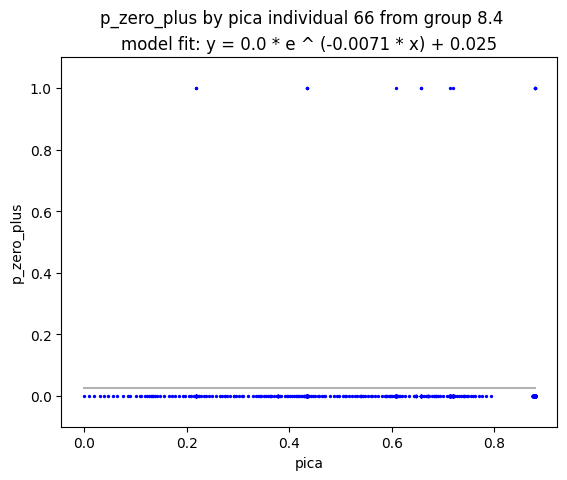 p_zero_plus by pica individual 66 from group 8.4
model fit: y = 0.0 * e ^ (-0.0071 * x) + 0.025
1.0
0.8
0.6
0.4
0.2
0.0
p_zero_plus
0.0 0.2 0.4 0.6 0.8
pica